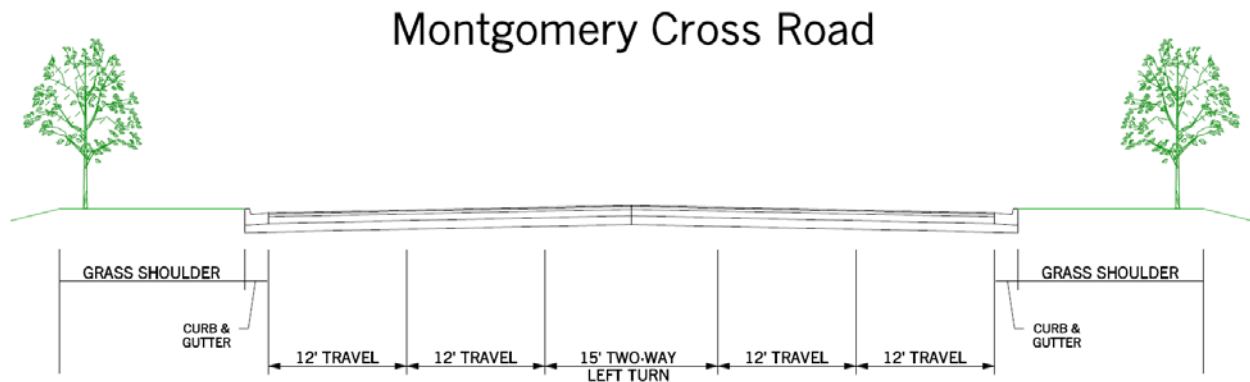 Montgomery Cross Road
GRASS SHOULDER
GRASS SHOULDER
CURB &
GUTTER
CURB &
GUTTER
12' TRAVEL
12' TRAVEL
15' TWO-WAY
LEFT TURN
12' TRAVEL
12' TRAVEL